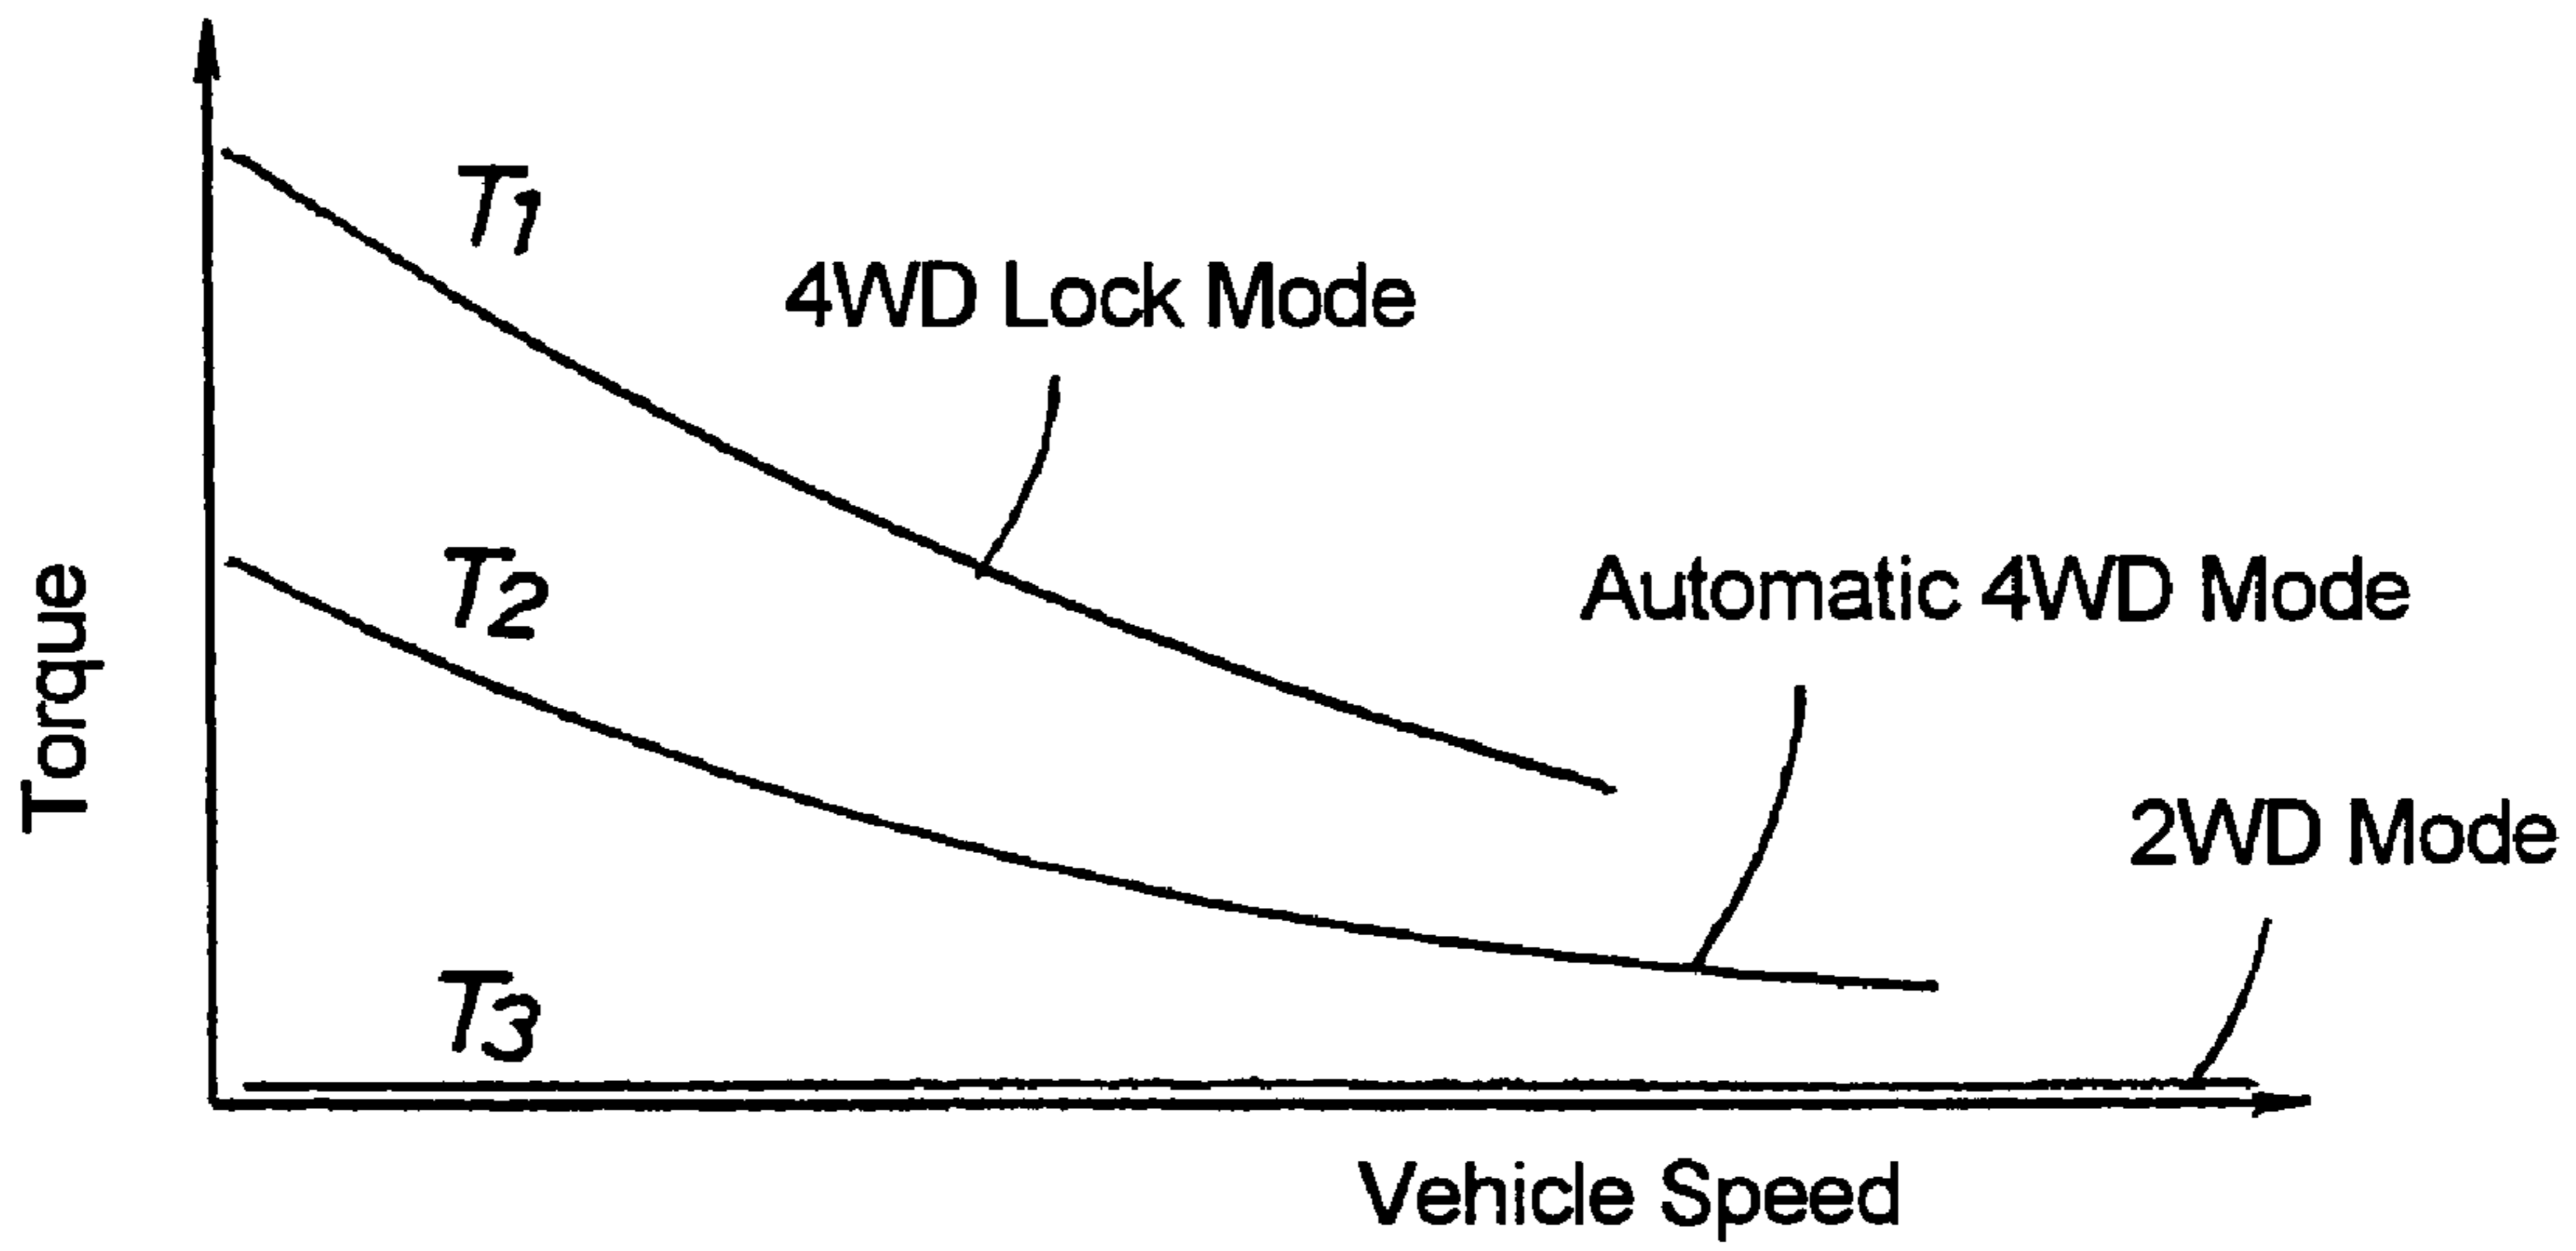 T1
4WD Lock Mode
T2
Automatic 4WD Mode
Torque
2WD Mode
T3
Vehicle Speed